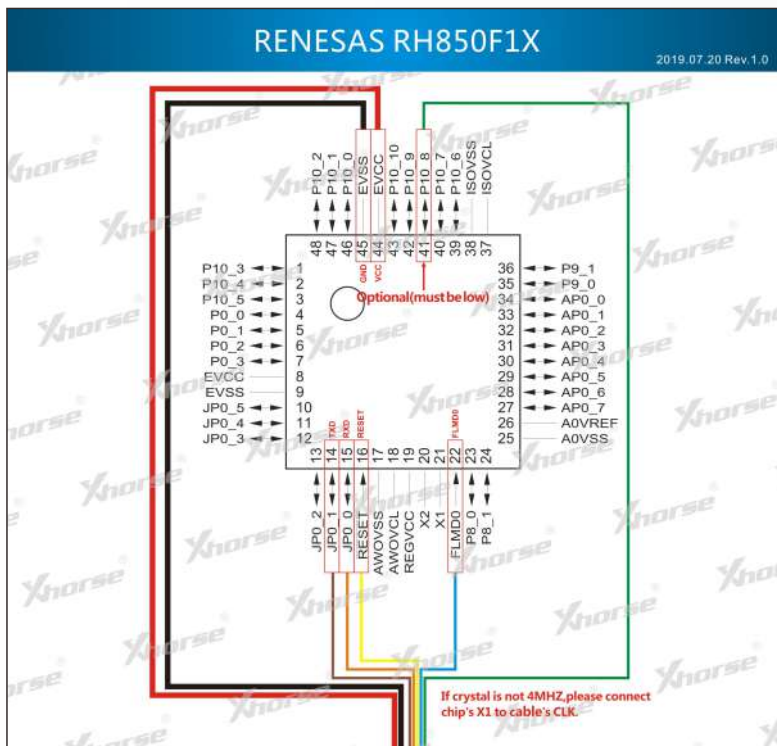 RENESAS RH850F1X
2019.07.20 Rev.1.0
P10_2
P10_1
P10_0
EVSS
EVCC
P10_10
P10_9
P10_8
P10_7
P10_6
ISOVSS
ISOVCL
48
47
46
45
44
43
42
41
40
39
38
37
GND
VCC
Optional(must be low)
P10_3 1
P10_4 2
P10_5 3
P0_0 4
P0_1 5
P0_2 6
P0_3 7
EVCC 8
EVSS 9
JP0_5 10
JP0_4 11
JP0_3 12
36 P9_1
35 P9_0
34 AP0_0
33 AP0_1
32 AP0_2
31 AP0_3
30 AP0_4
29 AP0_5
28 AP0_6
27 AP0_7
26 A0VREF
25 A0VSS
TXD
RXD
RESET
FLMD0
13
14
15
16
17
18
19
20
21
22
23
24
JP0_2
JP0_1
JP0_0
RESET
AWOVSS
AWOVCL
REGVCC
X2
X1
FLMD0
P8_0
P8_1
If crystal is not 4MHZ,please connect
chip's X1 to cable's CLK.
Xhorse